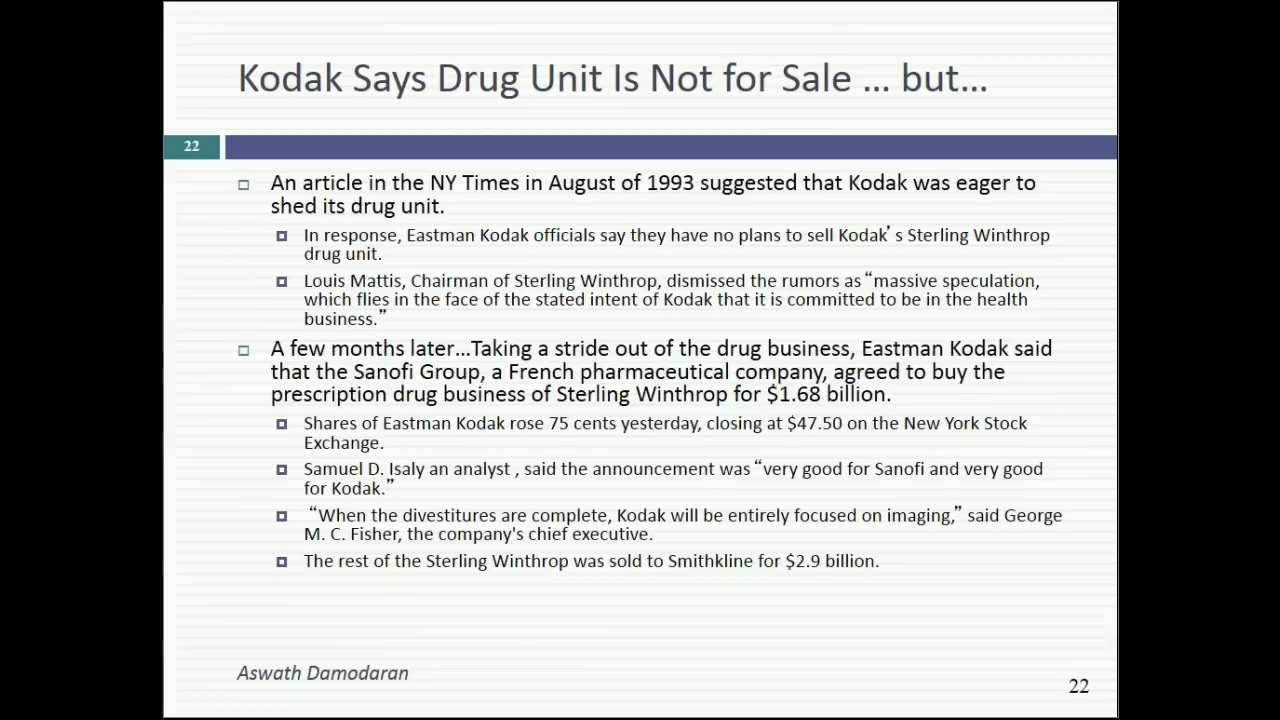 Kodak Says Drug Unit Is Not for Sale … but…
22
An article in the NY Times in August of 1993 suggested that Kodak was eager to
shed its drug unit.
In response, Eastman Kodak officials say they have no plans to sell Kodak’ s Sterling Winthrop
drug unit.
Louis Mattis, Chairman of Sterling Winthrop, dismissed the rumors as “massive speculation,
which flies in the face of the stated intent of Kodak that it is committed to be in the health
business.”
A few months later…Taking a stride out of the drug business, Eastman Kodak said
that the Sanofi Group, a French pharmaceutical company, agreed to buy the
prescription drug business of Sterling Winthrop for $1.68 billion.
Shares of Eastman Kodak rose 75 cents yesterday, closing at $47.50 on the New York Stock
Exchange.
Samuel D. Isaly an analyst , said the announcement was “very good for Sanofi and very good
for Kodak.”
“When the divestitures are complete, Kodak will be entirely focused on imaging,” said George
M. C. Fisher, the company's chief executive.
The rest of the Sterling Winthrop was sold to Smithkline for $2.9 billion.
Aswath Damodaran
22